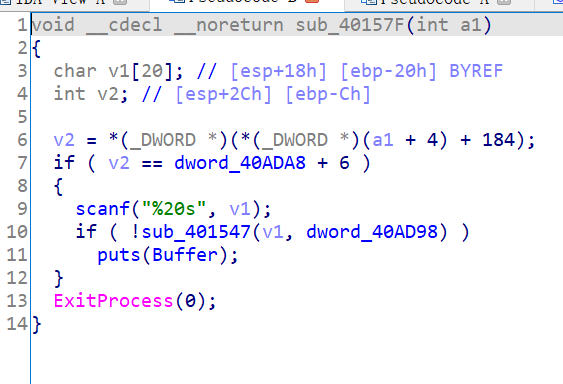 IDA View-A Pseudocode-B Pseudocode-A
1 void __cdecl __noreturn sub_40157F(int a1)
2 {
3 char v1[20]; // [esp+18h] [ebp-20h] BYREF
4 int v2; // [esp+2Ch] [ebp-Ch]
5
6 v2 = *(_DWORD *)(*(_DWORD *)(a1 + 4) + 184);
7 if ( v2 == dword_40ADA8 + 6 )
8 {
9 scanf("%20s", v1);
10 if ( !sub_401547(v1, dword_40AD98) )
11 puts(Buffer);
12 }
13 ExitProcess(0);
14 }